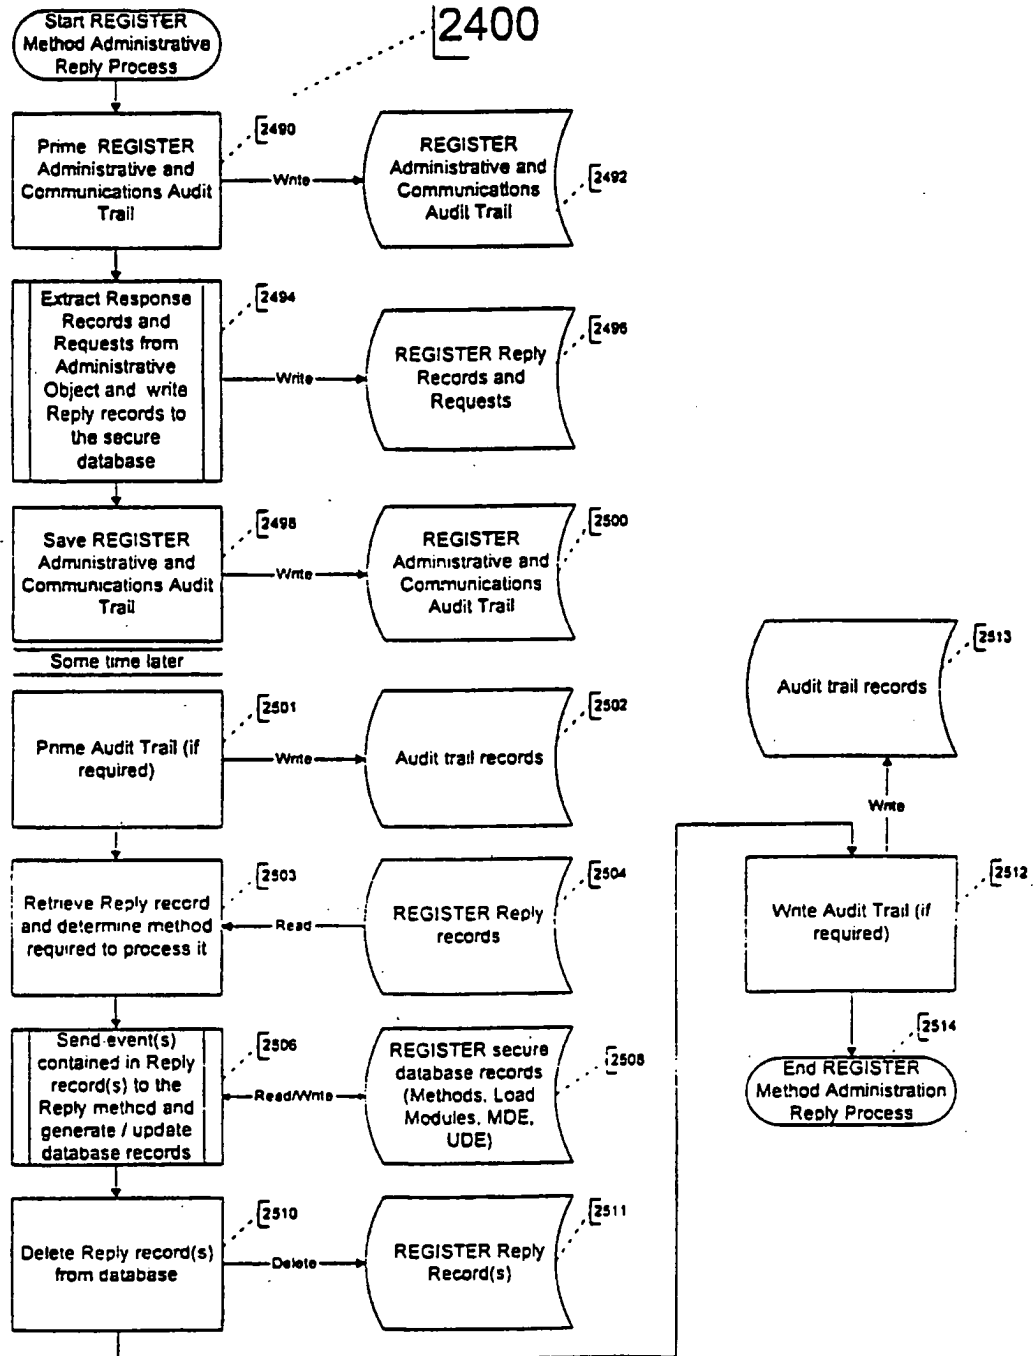 Start REGISTER
Method Administrative
Reply Process
2400
Prime REGISTER
Administrative and
Communications Audit
Trail
2490
Write
REGISTER
Administrative and
Communications
Audit Trail
2492
Extract Response
Records and
Requests from
Administrative
Object and write
Reply records to
the secure
database
2494
Write
REGISTER Reply
Records and
Requests
2496
Save REGISTER
Administrative and
Communications Audit
Trail
2498
Write
REGISTER
Administrative and
Communications
Audit Trail
2500
Some time later
Prime Audit Trail (if
required)
2501
Write
Audit trail records
2502
Retrieve Reply record
and determine method
required to process it
2503
Read
REGISTER Reply
records
2504
Send event(s)
contained in Reply
record(s) to the
Reply method and
generate / update
database records
2506
Read/Write
REGISTER secure
database records
(Methods, Load
Modules, MDE,
UDE)
2508
Delete Reply record(s)
from database
2510
Delete
REGISTER Reply
Record(s)
2511
Audit trail records
2513
Write
Write Audit Trail (if
required)
2512
2514
End REGISTER
Method Administration
Reply Process